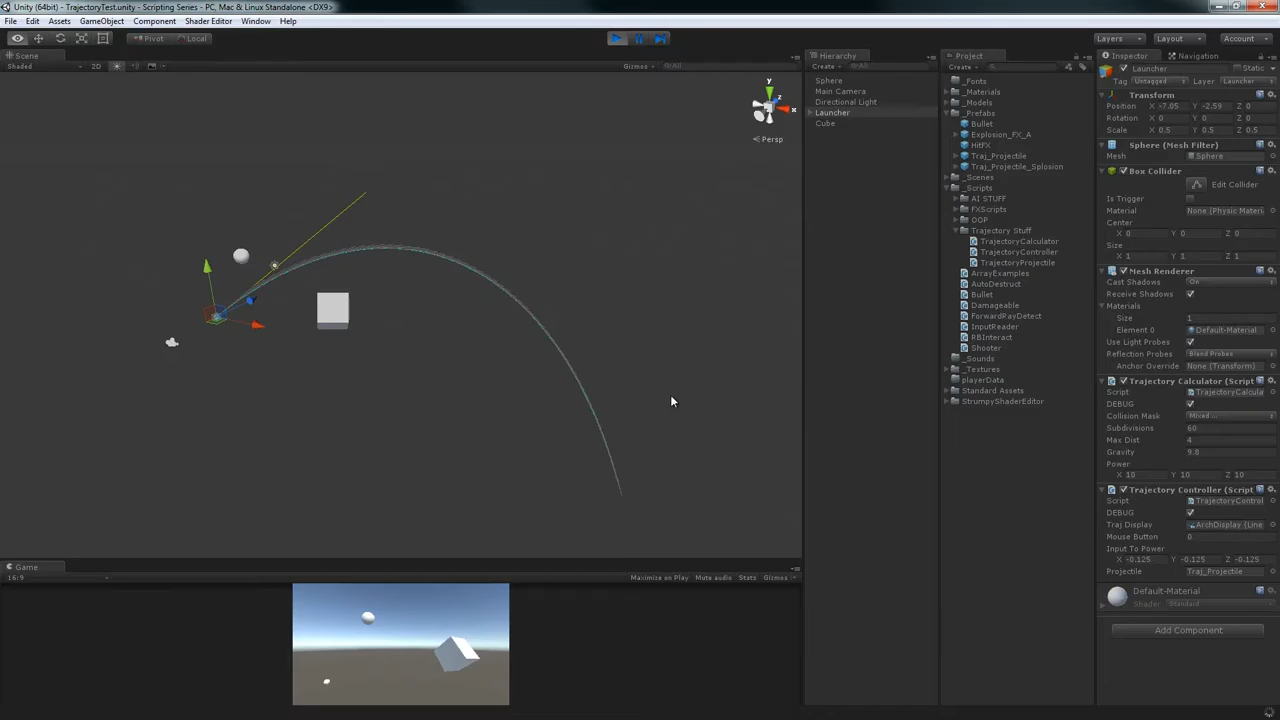 Unity (64bit) - TrajectoryTest.unity - Scripting Series - PC, Mac & Linux Standalone <DX9>
File Edit Assets GameObject Component Shader Editor Window Help
Pivot Local
Layers Layout Account
Scene
Shaded 2D Gizmos All
y
z
x
Persp
Game
16:9 Maximize on Play Mute audio Stats Gizmos
Hierarchy
Create All
Sphere
Main Camera
Directional Light
Launcher
Cube
Project
Create
_Fonts
_Materials
_Models
_Prefabs
Bullet
Explosion_FX_A
HitFX
Traj_Projectile
Traj_Projectile_Splosion
_Scenes
_Scripts
AI STUFF
FXScripts
OOP
Trajectory Stuff
TrajectoryCalculator
TrajectoryController
TrajectoryProjectile
ArrayExamples
AutoDestruct
Bullet
Damageable
ForwardRayDetect
InputReader
RBInteract
Shooter
_Sounds
_Textures
playerData
Standard Assets
StrumpyShaderEditor
Inspector Navigation
Launcher Static
Tag Untagged Layer Launcher
Transform
Position X -7.05 Y -2.59 Z 0
Rotation X 0 Y 0 Z 0
Scale X 0.5 Y 0.5 Z 0.5
Sphere (Mesh Filter)
Mesh Sphere
Box Collider
Edit Collider
Is Trigger
Material None (Physic Materi
Center
X 0 Y 0 Z 0
Size
X 1 Y 1 Z 1
Mesh Renderer
Cast Shadows On
Receive Shadows
Materials
Size 1
Element 0 Default-Material
Use Light Probes
Reflection Probes Blend Probes
Anchor Override None (Transform)
Trajectory Calculator (Script
Script TrajectoryCalcula
DEBUG
Collision Mask Mixed ...
Subdivisions 60
Max Dist 4
Gravity 9.8
Power
X 10 Y 10 Z 10
Trajectory Controller (Script
Script TrajectoryControl
DEBUG
Traj Display ArchDisplay (Line
Mouse Button 0
Input To Power
X -0.125 Y -0.125 Z -0.125
Projectile Traj_Projectile
Default-Material
Shader Standard
Add Component